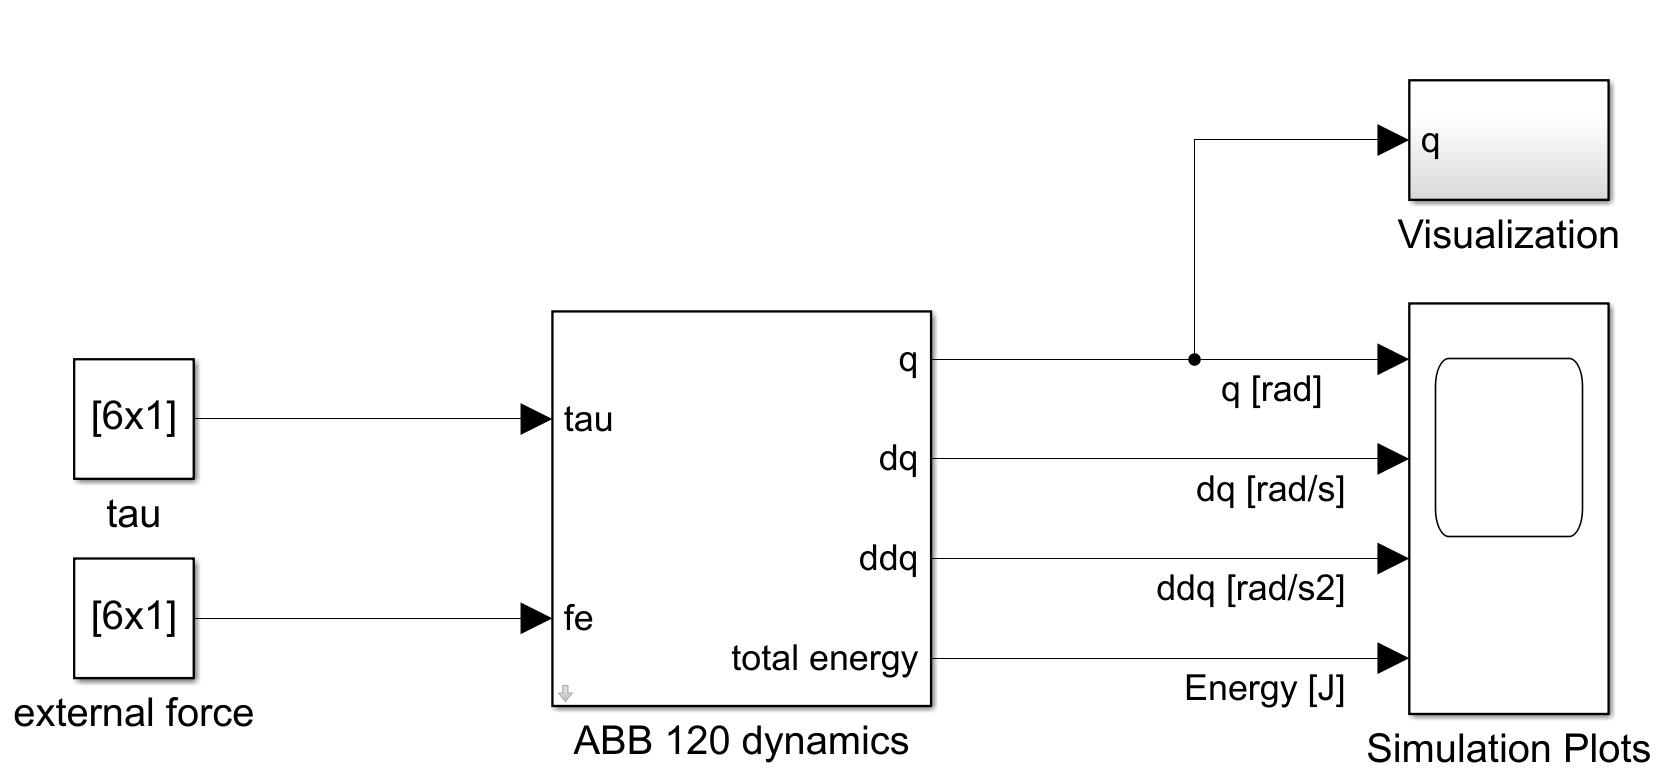 q
Visualization
[6x1]
tau
[6x1]
external force
tau
fe
q
dq
ddq
total energy
ABB 120 dynamics
q [rad]
dq [rad/s]
ddq [rad/s2]
Energy [J]
Simulation Plots